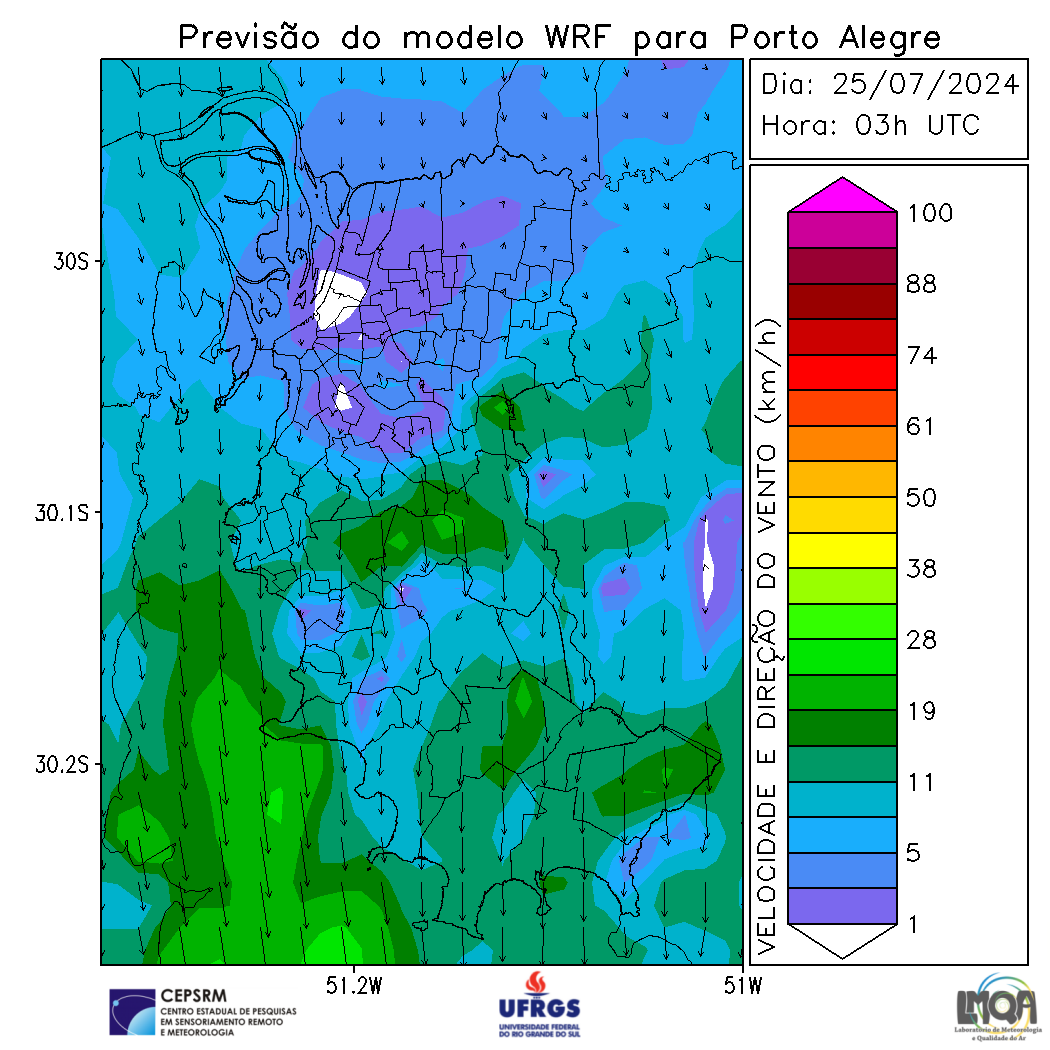 Previsão do modelo WRF para Porto Alegre
Dia: 25/07/2024
Hora: 03h UTC
30S
30.1S
30.2S
51.2W
51W
VELOCIDADE E DIREÇÃO DO VENTO (km/h)
100
88
74
61
50
38
28
19
11
5
1
CEPSRM
CENTRO ESTADUAL DE PESQUISAS
EM SENSORIAMENTO REMOTO
E METEOROLOGIA
UFRGS
UNIVERSIDADE FEDERAL
DO RIO GRANDE DO SUL
LMQA
Laboratório de Meteorologia
e Qualidade do Ar